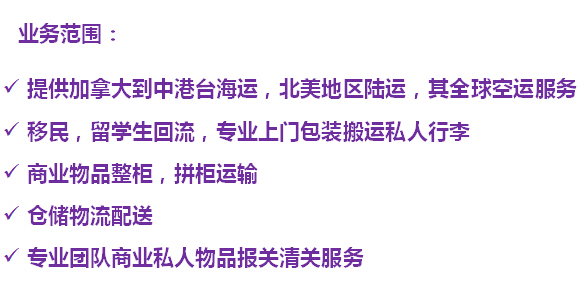 业务范围：
✓ 提供加拿大到中港台海运，北美地区陆运，其全球空运服务
✓ 移民，留学生回流，专业上门包装搬运私人行李
✓ 商业物品整柜，拼柜运输
✓ 仓储物流配送
✓ 专业团队商业私人物品报关清关服务